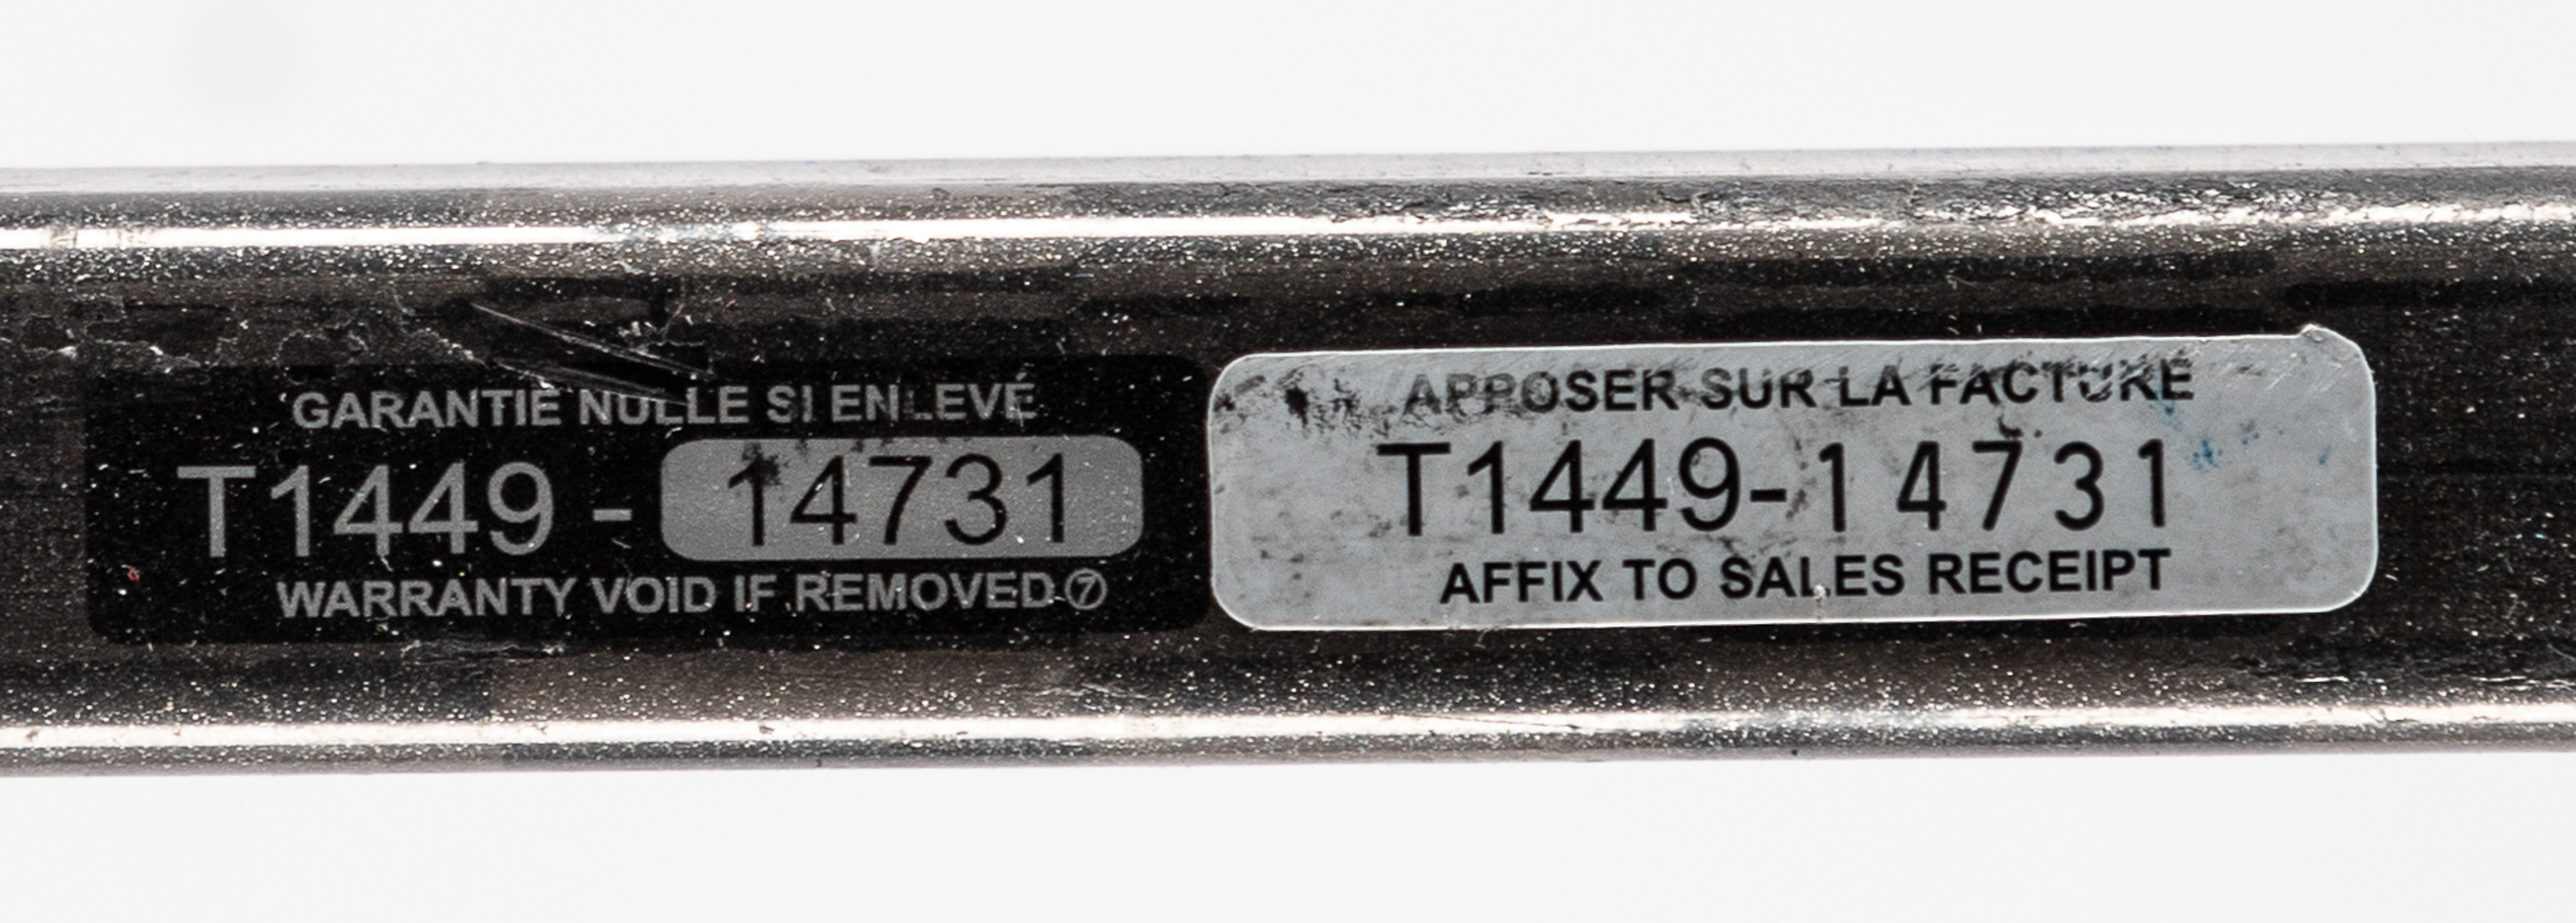 GARANTIE NULLE SI ENLEVÉ
T1449 - 14731
WARRANTY VOID IF REMOVED ⑦
APPOSER SUR LA FACTURE
T1449-14731
AFFIX TO SALES RECEIPT